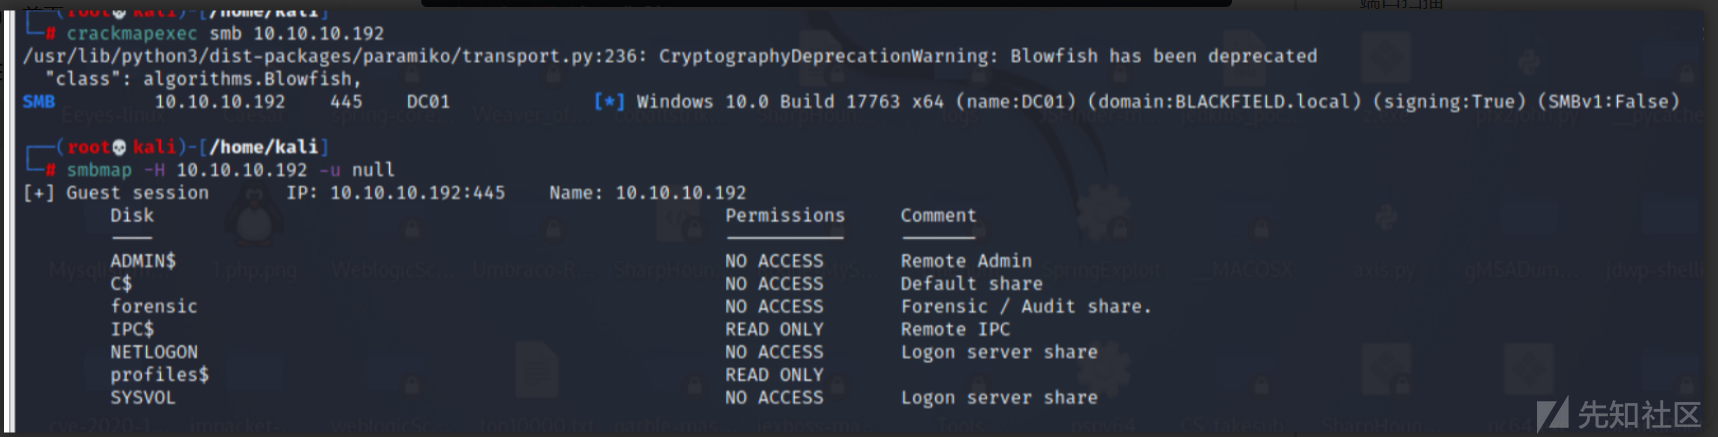 (root💀kali)-[/home/kali]
# crackmapexec smb 10.10.10.192
/usr/lib/python3/dist-packages/paramiko/transport.py:236: CryptographyDeprecationWarning: Blowfish has been deprecated
"class": algorithms.Blowfish,
SMB 10.10.10.192 445 DC01 [*] Windows 10.0 Build 17763 x64 (name:DC01) (domain:BLACKFIELD.local) (signing:True) (SMBv1:False)
(root💀kali)-[/home/kali]
# smbmap -H 10.10.10.192 -u null
[+] Guest session IP: 10.10.10.192:445 Name: 10.10.10.192
Disk Permissions Comment
---- ----------- -------
ADMIN$ NO ACCESS Remote Admin
C$ NO ACCESS Default share
forensic NO ACCESS Forensic / Audit share.
IPC$ READ ONLY Remote IPC
NETLOGON NO ACCESS Logon server share
profiles$ READ ONLY
SYSVOL NO ACCESS Logon server share
先知社区